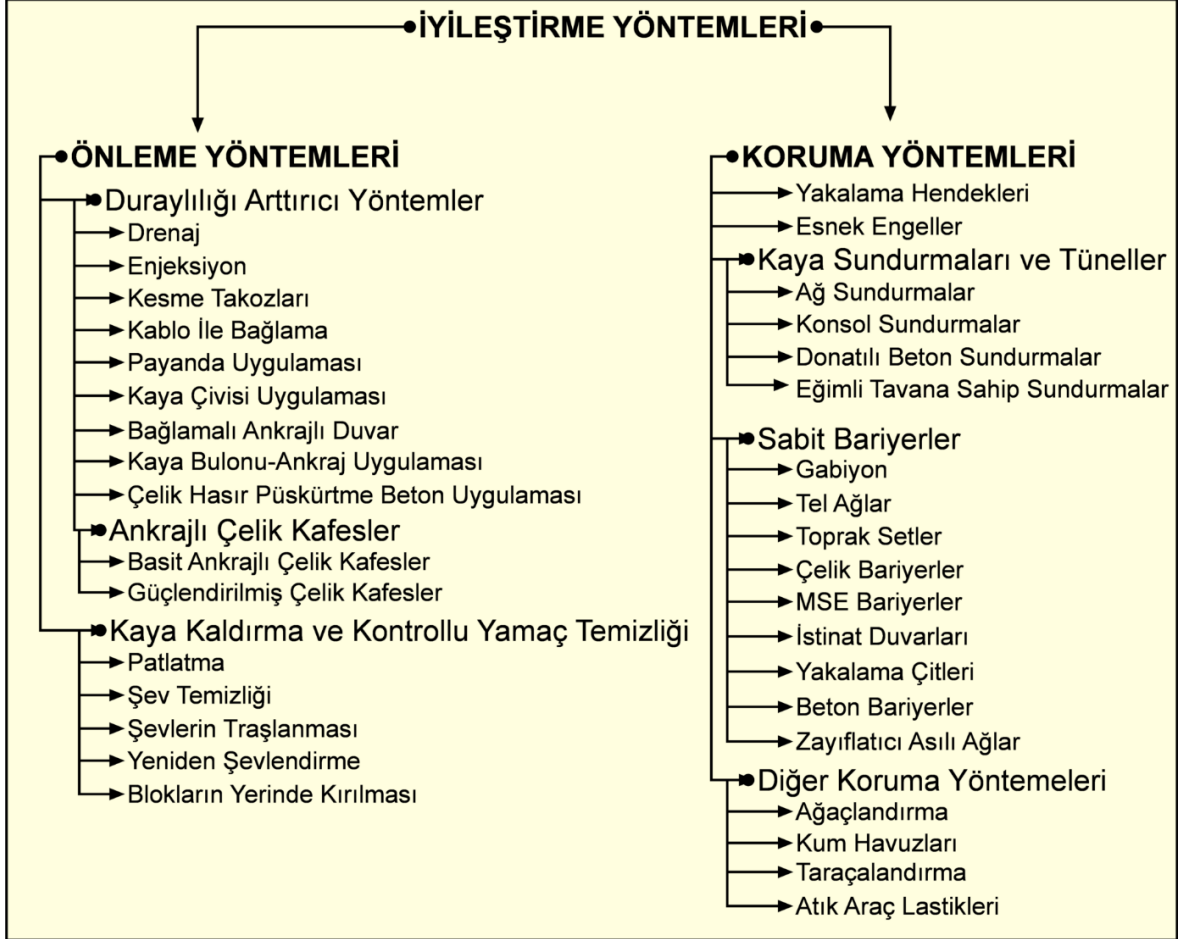 İYİLEŞTİRME YÖNTEMLERİ
ÖNLEME YÖNTEMLERİ
Duraylılığı Arttırıcı Yöntemler
Drenaj
Enjeksiyon
Kesme Takozları
Kablo İle Bağlama
Payanda Uygulaması
Kaya Çivisi Uygulaması
Bağlamalı Ankrajlı Duvar
Kaya Bulonu-Ankraj Uygulaması
Çelik Hasır Püskürtme Beton Uygulaması
Ankrajlı Çelik Kafesler
Basit Ankrajlı Çelik Kafesler
Güçlendirilmiş Çelik Kafesler
Kaya Kaldırma ve Kontrollu Yamaç Temizliği
Patlatma
Şev Temizliği
Şevlerin Traşlanması
Yeniden Şevlendirme
Blokların Yerinde Kırılması
KORUMA YÖNTEMLERİ
Yakalama Hendekleri
Esnek Engeller
Kaya Sundurmaları ve Tüneller
Ağ Sundurmalar
Konsol Sundurmalar
Donatılı Beton Sundurmalar
Eğimli Tavana Sahip Sundurmalar
Sabit Bariyerler
Gabiyon
Tel Ağlar
Toprak Setler
Çelik Bariyerler
MSE Bariyerler
İstinat Duvarları
Yakalama Çitleri
Beton Bariyerler
Zayıflatıcı Asılı Ağlar
Diğer Koruma Yöntemeleri
Ağaçlandırma
Kum Havuzları
Taraçalandırma
Atık Araç Lastikleri